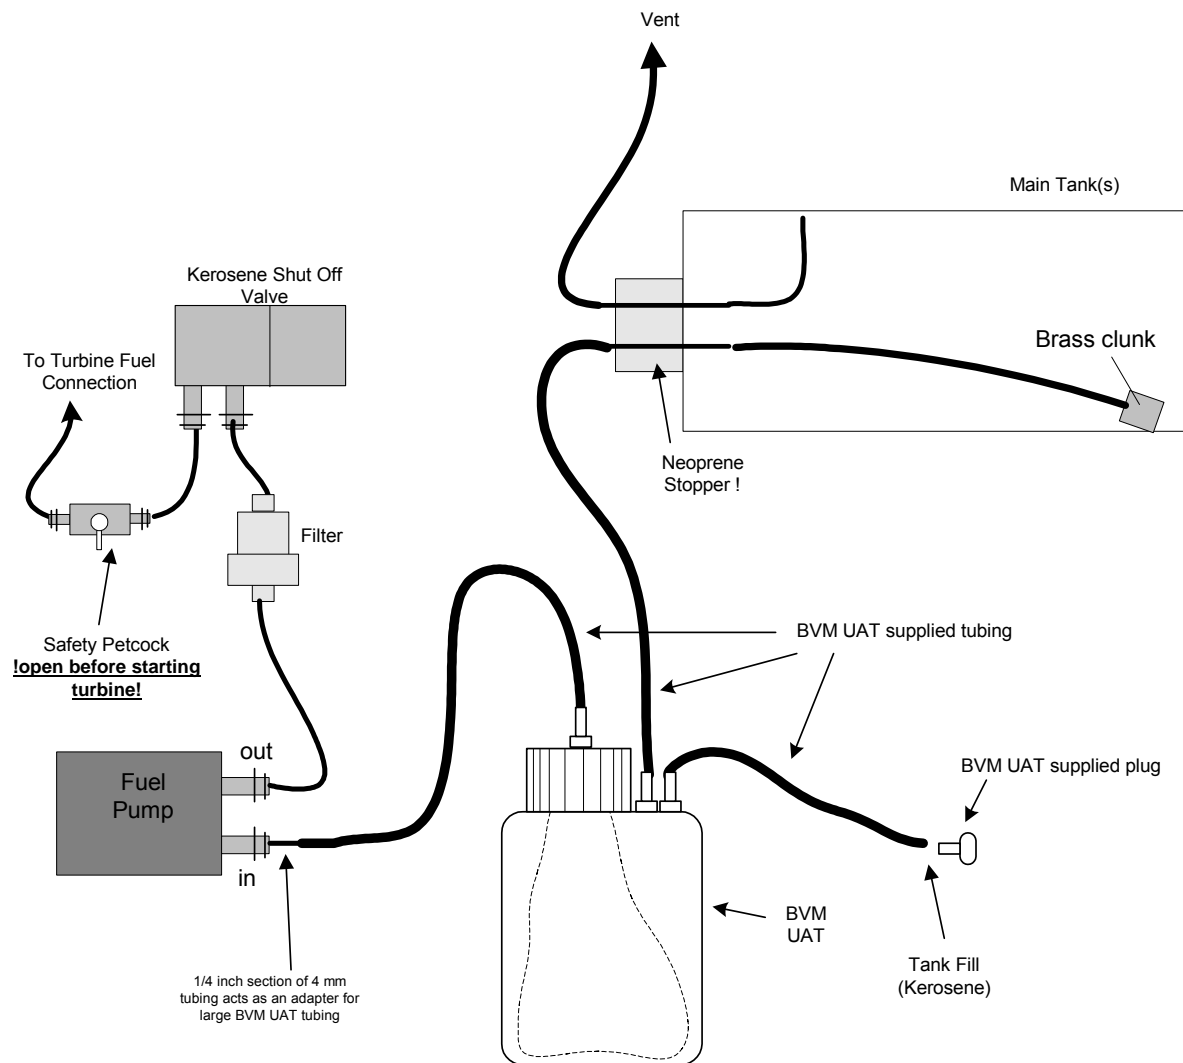 Vent
Main Tank(s)
Kerosene Shut Off
Valve
To Turbine Fuel
Connection
Brass clunk
Neoprene
Stopper !
Filter
Safety Petcock
!open before starting
turbine!
BVM UAT supplied tubing
out
Fuel
Pump
in
BVM UAT supplied plug
BVM
UAT
Tank Fill
(Kerosene)
1/4 inch section of 4 mm
tubing acts as an adapter for
large BVM UAT tubing